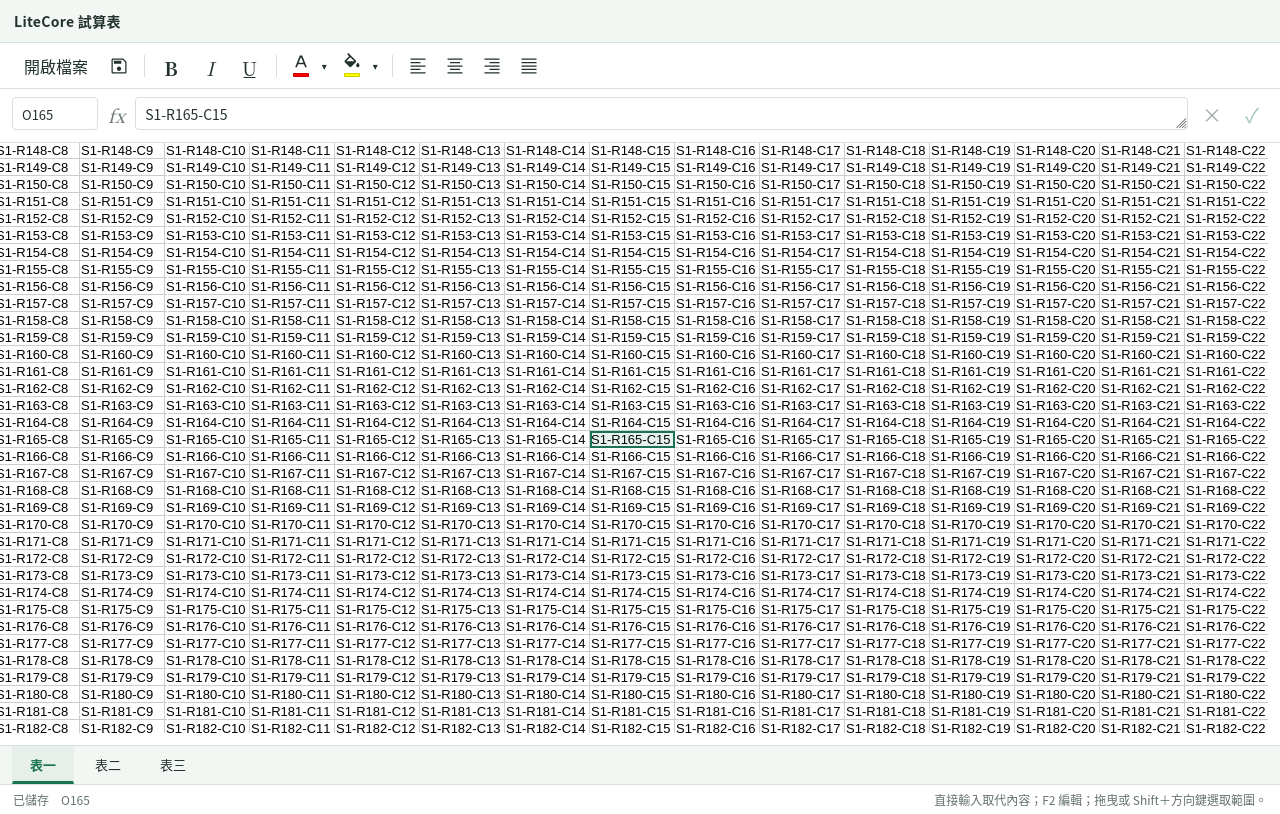 LiteCore 試算表
開啟檔案 B I U A ▾ ▾
O165 fx S1-R165-C15
S1-R148-C8 S1-R148-C9 S1-R148-C10 S1-R148-C11 S1-R148-C12 S1-R148-C13 S1-R148-C14 S1-R148-C15 S1-R148-C16 S1-R148-C17 S1-R148-C18 S1-R148-C19 S1-R148-C20 S1-R148-C21 S1-R148-C22
S1-R149-C8 S1-R149-C9 S1-R149-C10 S1-R149-C11 S1-R149-C12 S1-R149-C13 S1-R149-C14 S1-R149-C15 S1-R149-C16 S1-R149-C17 S1-R149-C18 S1-R149-C19 S1-R149-C20 S1-R149-C21 S1-R149-C22
S1-R150-C8 S1-R150-C9 S1-R150-C10 S1-R150-C11 S1-R150-C12 S1-R150-C13 S1-R150-C14 S1-R150-C15 S1-R150-C16 S1-R150-C17 S1-R150-C18 S1-R150-C19 S1-R150-C20 S1-R150-C21 S1-R150-C22
S1-R151-C8 S1-R151-C9 S1-R151-C10 S1-R151-C11 S1-R151-C12 S1-R151-C13 S1-R151-C14 S1-R151-C15 S1-R151-C16 S1-R151-C17 S1-R151-C18 S1-R151-C19 S1-R151-C20 S1-R151-C21 S1-R151-C22
S1-R152-C8 S1-R152-C9 S1-R152-C10 S1-R152-C11 S1-R152-C12 S1-R152-C13 S1-R152-C14 S1-R152-C15 S1-R152-C16 S1-R152-C17 S1-R152-C18 S1-R152-C19 S1-R152-C20 S1-R152-C21 S1-R152-C22
S1-R153-C8 S1-R153-C9 S1-R153-C10 S1-R153-C11 S1-R153-C12 S1-R153-C13 S1-R153-C14 S1-R153-C15 S1-R153-C16 S1-R153-C17 S1-R153-C18 S1-R153-C19 S1-R153-C20 S1-R153-C21 S1-R153-C22
S1-R154-C8 S1-R154-C9 S1-R154-C10 S1-R154-C11 S1-R154-C12 S1-R154-C13 S1-R154-C14 S1-R154-C15 S1-R154-C16 S1-R154-C17 S1-R154-C18 S1-R154-C19 S1-R154-C20 S1-R154-C21 S1-R154-C22
S1-R155-C8 S1-R155-C9 S1-R155-C10 S1-R155-C11 S1-R155-C12 S1-R155-C13 S1-R155-C14 S1-R155-C15 S1-R155-C16 S1-R155-C17 S1-R155-C18 S1-R155-C19 S1-R155-C20 S1-R155-C21 S1-R155-C22
S1-R156-C8 S1-R156-C9 S1-R156-C10 S1-R156-C11 S1-R156-C12 S1-R156-C13 S1-R156-C14 S1-R156-C15 S1-R156-C16 S1-R156-C17 S1-R156-C18 S1-R156-C19 S1-R156-C20 S1-R156-C21 S1-R156-C22
S1-R157-C8 S1-R157-C9 S1-R157-C10 S1-R157-C11 S1-R157-C12 S1-R157-C13 S1-R157-C14 S1-R157-C15 S1-R157-C16 S1-R157-C17 S1-R157-C18 S1-R157-C19 S1-R157-C20 S1-R157-C21 S1-R157-C22
S1-R158-C8 S1-R158-C9 S1-R158-C10 S1-R158-C11 S1-R158-C12 S1-R158-C13 S1-R158-C14 S1-R158-C15 S1-R158-C16 S1-R158-C17 S1-R158-C18 S1-R158-C19 S1-R158-C20 S1-R158-C21 S1-R158-C22
S1-R159-C8 S1-R159-C9 S1-R159-C10 S1-R159-C11 S1-R159-C12 S1-R159-C13 S1-R159-C14 S1-R159-C15 S1-R159-C16 S1-R159-C17 S1-R159-C18 S1-R159-C19 S1-R159-C20 S1-R159-C21 S1-R159-C22
S1-R160-C8 S1-R160-C9 S1-R160-C10 S1-R160-C11 S1-R160-C12 S1-R160-C13 S1-R160-C14 S1-R160-C15 S1-R160-C16 S1-R160-C17 S1-R160-C18 S1-R160-C19 S1-R160-C20 S1-R160-C21 S1-R160-C22
S1-R161-C8 S1-R161-C9 S1-R161-C10 S1-R161-C11 S1-R161-C12 S1-R161-C13 S1-R161-C14 S1-R161-C15 S1-R161-C16 S1-R161-C17 S1-R161-C18 S1-R161-C19 S1-R161-C20 S1-R161-C21 S1-R161-C22
S1-R162-C8 S1-R162-C9 S1-R162-C10 S1-R162-C11 S1-R162-C12 S1-R162-C13 S1-R162-C14 S1-R162-C15 S1-R162-C16 S1-R162-C17 S1-R162-C18 S1-R162-C19 S1-R162-C20 S1-R162-C21 S1-R162-C22
S1-R163-C8 S1-R163-C9 S1-R163-C10 S1-R163-C11 S1-R163-C12 S1-R163-C13 S1-R163-C14 S1-R163-C15 S1-R163-C16 S1-R163-C17 S1-R163-C18 S1-R163-C19 S1-R163-C20 S1-R163-C21 S1-R163-C22
S1-R164-C8 S1-R164-C9 S1-R164-C10 S1-R164-C11 S1-R164-C12 S1-R164-C13 S1-R164-C14 S1-R164-C15 S1-R164-C16 S1-R164-C17 S1-R164-C18 S1-R164-C19 S1-R164-C20 S1-R164-C21 S1-R164-C22
S1-R165-C8 S1-R165-C9 S1-R165-C10 S1-R165-C11 S1-R165-C12 S1-R165-C13 S1-R165-C14 S1-R165-C15 S1-R165-C16 S1-R165-C17 S1-R165-C18 S1-R165-C19 S1-R165-C20 S1-R165-C21 S1-R165-C22
S1-R166-C8 S1-R166-C9 S1-R166-C10 S1-R166-C11 S1-R166-C12 S1-R166-C13 S1-R166-C14 S1-R166-C15 S1-R166-C16 S1-R166-C17 S1-R166-C18 S1-R166-C19 S1-R166-C20 S1-R166-C21 S1-R166-C22
S1-R167-C8 S1-R167-C9 S1-R167-C10 S1-R167-C11 S1-R167-C12 S1-R167-C13 S1-R167-C14 S1-R167-C15 S1-R167-C16 S1-R167-C17 S1-R167-C18 S1-R167-C19 S1-R167-C20 S1-R167-C21 S1-R167-C22
S1-R168-C8 S1-R168-C9 S1-R168-C10 S1-R168-C11 S1-R168-C12 S1-R168-C13 S1-R168-C14 S1-R168-C15 S1-R168-C16 S1-R168-C17 S1-R168-C18 S1-R168-C19 S1-R168-C20 S1-R168-C21 S1-R168-C22
S1-R169-C8 S1-R169-C9 S1-R169-C10 S1-R169-C11 S1-R169-C12 S1-R169-C13 S1-R169-C14 S1-R169-C15 S1-R169-C16 S1-R169-C17 S1-R169-C18 S1-R169-C19 S1-R169-C20 S1-R169-C21 S1-R169-C22
S1-R170-C8 S1-R170-C9 S1-R170-C10 S1-R170-C11 S1-R170-C12 S1-R170-C13 S1-R170-C14 S1-R170-C15 S1-R170-C16 S1-R170-C17 S1-R170-C18 S1-R170-C19 S1-R170-C20 S1-R170-C21 S1-R170-C22
S1-R171-C8 S1-R171-C9 S1-R171-C10 S1-R171-C11 S1-R171-C12 S1-R171-C13 S1-R171-C14 S1-R171-C15 S1-R171-C16 S1-R171-C17 S1-R171-C18 S1-R171-C19 S1-R171-C20 S1-R171-C21 S1-R171-C22
S1-R172-C8 S1-R172-C9 S1-R172-C10 S1-R172-C11 S1-R172-C12 S1-R172-C13 S1-R172-C14 S1-R172-C15 S1-R172-C16 S1-R172-C17 S1-R172-C18 S1-R172-C19 S1-R172-C20 S1-R172-C21 S1-R172-C22
S1-R173-C8 S1-R173-C9 S1-R173-C10 S1-R173-C11 S1-R173-C12 S1-R173-C13 S1-R173-C14 S1-R173-C15 S1-R173-C16 S1-R173-C17 S1-R173-C18 S1-R173-C19 S1-R173-C20 S1-R173-C21 S1-R173-C22
S1-R174-C8 S1-R174-C9 S1-R174-C10 S1-R174-C11 S1-R174-C12 S1-R174-C13 S1-R174-C14 S1-R174-C15 S1-R174-C16 S1-R174-C17 S1-R174-C18 S1-R174-C19 S1-R174-C20 S1-R174-C21 S1-R174-C22
S1-R175-C8 S1-R175-C9 S1-R175-C10 S1-R175-C11 S1-R175-C12 S1-R175-C13 S1-R175-C14 S1-R175-C15 S1-R175-C16 S1-R175-C17 S1-R175-C18 S1-R175-C19 S1-R175-C20 S1-R175-C21 S1-R175-C22
S1-R176-C8 S1-R176-C9 S1-R176-C10 S1-R176-C11 S1-R176-C12 S1-R176-C13 S1-R176-C14 S1-R176-C15 S1-R176-C16 S1-R176-C17 S1-R176-C18 S1-R176-C19 S1-R176-C20 S1-R176-C21 S1-R176-C22
S1-R177-C8 S1-R177-C9 S1-R177-C10 S1-R177-C11 S1-R177-C12 S1-R177-C13 S1-R177-C14 S1-R177-C15 S1-R177-C16 S1-R177-C17 S1-R177-C18 S1-R177-C19 S1-R177-C20 S1-R177-C21 S1-R177-C22
S1-R178-C8 S1-R178-C9 S1-R178-C10 S1-R178-C11 S1-R178-C12 S1-R178-C13 S1-R178-C14 S1-R178-C15 S1-R178-C16 S1-R178-C17 S1-R178-C18 S1-R178-C19 S1-R178-C20 S1-R178-C21 S1-R178-C22
S1-R179-C8 S1-R179-C9 S1-R179-C10 S1-R179-C11 S1-R179-C12 S1-R179-C13 S1-R179-C14 S1-R179-C15 S1-R179-C16 S1-R179-C17 S1-R179-C18 S1-R179-C19 S1-R179-C20 S1-R179-C21 S1-R179-C22
S1-R180-C8 S1-R180-C9 S1-R180-C10 S1-R180-C11 S1-R180-C12 S1-R180-C13 S1-R180-C14 S1-R180-C15 S1-R180-C16 S1-R180-C17 S1-R180-C18 S1-R180-C19 S1-R180-C20 S1-R180-C21 S1-R180-C22
S1-R181-C8 S1-R181-C9 S1-R181-C10 S1-R181-C11 S1-R181-C12 S1-R181-C13 S1-R181-C14 S1-R181-C15 S1-R181-C16 S1-R181-C17 S1-R181-C18 S1-R181-C19 S1-R181-C20 S1-R181-C21 S1-R181-C22
S1-R182-C8 S1-R182-C9 S1-R182-C10 S1-R182-C11 S1-R182-C12 S1-R182-C13 S1-R182-C14 S1-R182-C15 S1-R182-C16 S1-R182-C17 S1-R182-C18 S1-R182-C19 S1-R182-C20 S1-R182-C21 S1-R182-C22
表一 表二 表三
已儲存 O165 直接輸入取代內容；F2 編輯；拖曳或 Shift＋方向鍵選取範圍。